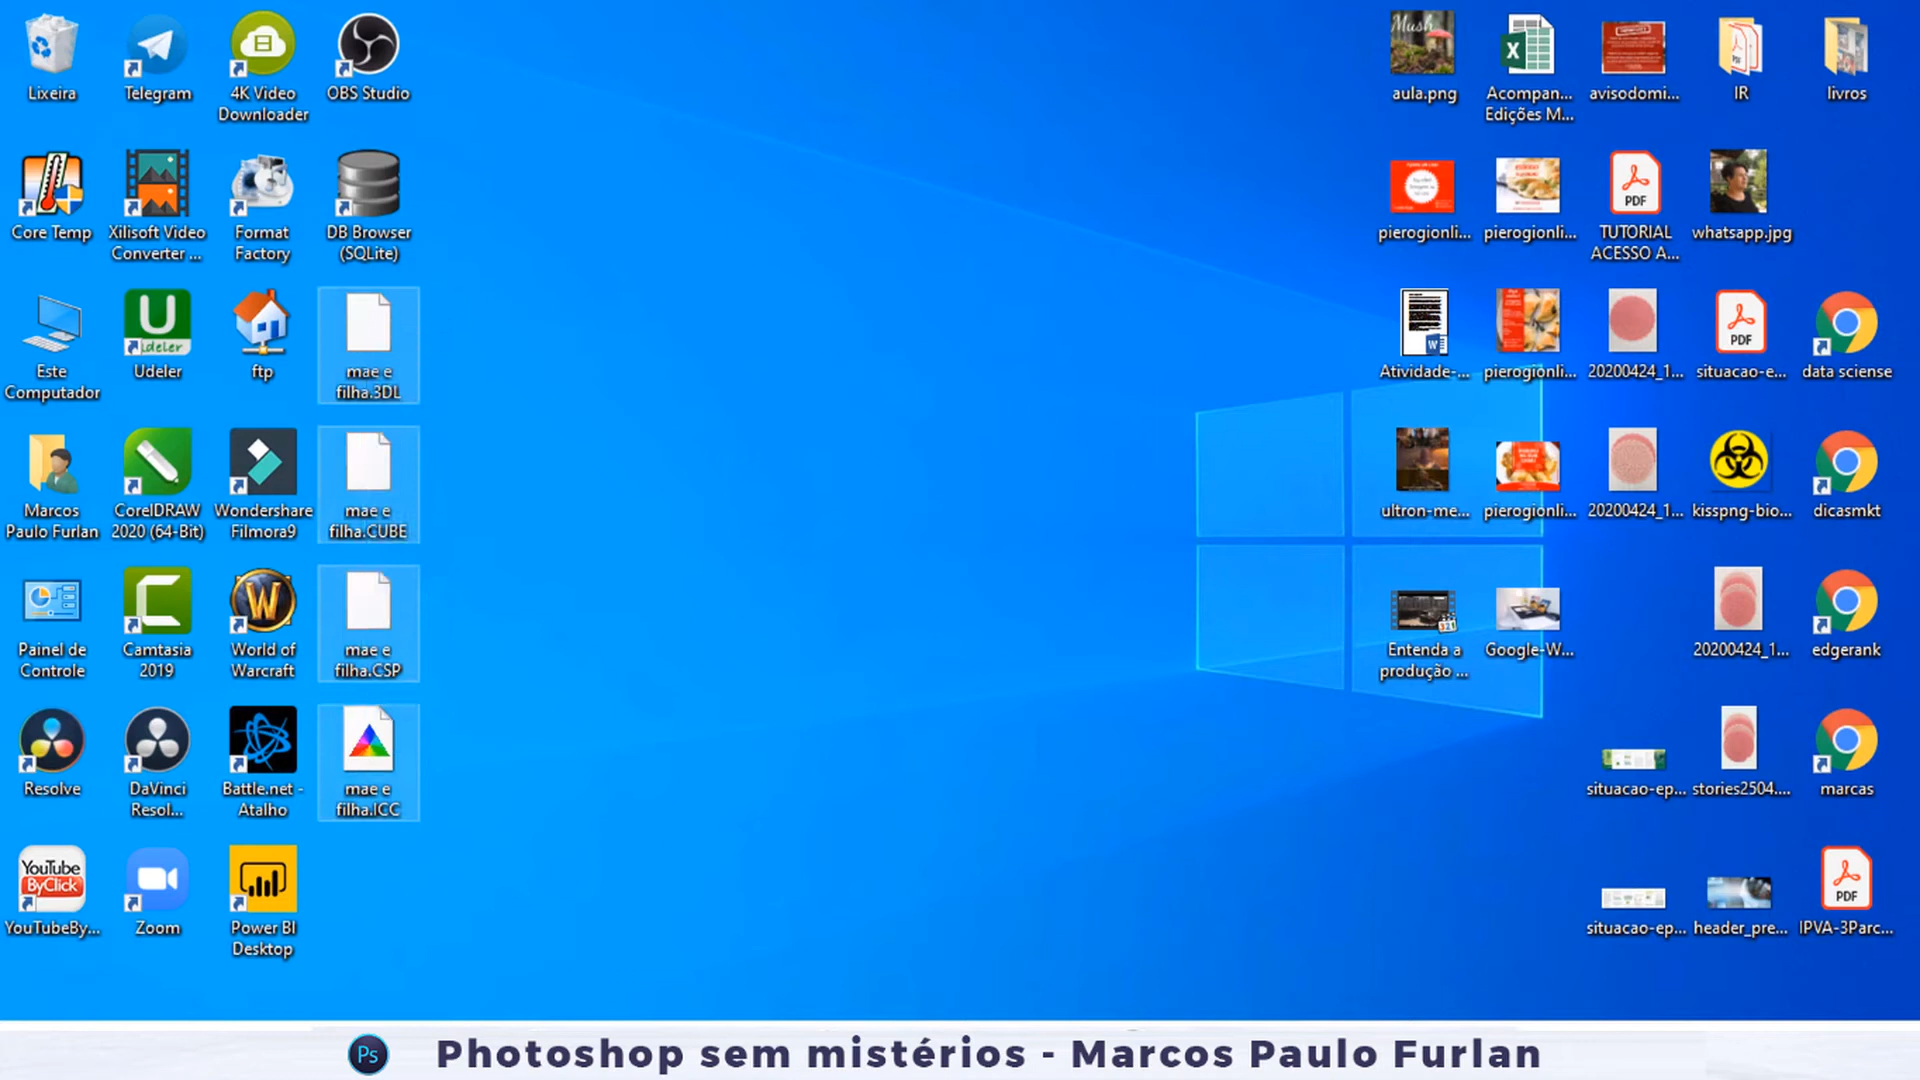 Lixeira
Telegram
4K Video
Downloader
OBS Studio
aula.png
Acompan...
Edições M...
avisodomi...
IR
livros
Core Temp
Xilisoft Video
Converter ...
Format
Factory
DB Browser
(SQLite)
pierogionli...
pierogionli...
TUTORIAL
ACESSO A...
whatsapp.jpg
Este
Computador
Udeler
ftp
mae e
filha.3DL
Atividade-...
pierogionli...
20200424_1...
situacao-e...
data sciense
Marcos
Paulo Furlan
CorelDRAW
2020 (64-Bit)
Wondershare
Filmora9
mae e
filha.CUBE
ultron-me...
pierogionli...
20200424_1...
kisspng-bio...
dicasmkt
Painel de
Controle
Camtasia
2019
World of
Warcraft
mae e
filha.CSP
Entenda a
produção ...
Google-W...
20200424_1...
edgerank
Resolve
DaVinci
Resol...
Battle.net -
Atalho
mae e
filha.ICC
situacao-ep...
stories2504....
marcas
YouTube
ByClick
YouTubeBy...
Zoom
Power BI
Desktop
situacao-ep...
header_pre...
PDF
IPVA-3Parc...
Ps Photoshop sem mistérios - Marcos Paulo Furlan